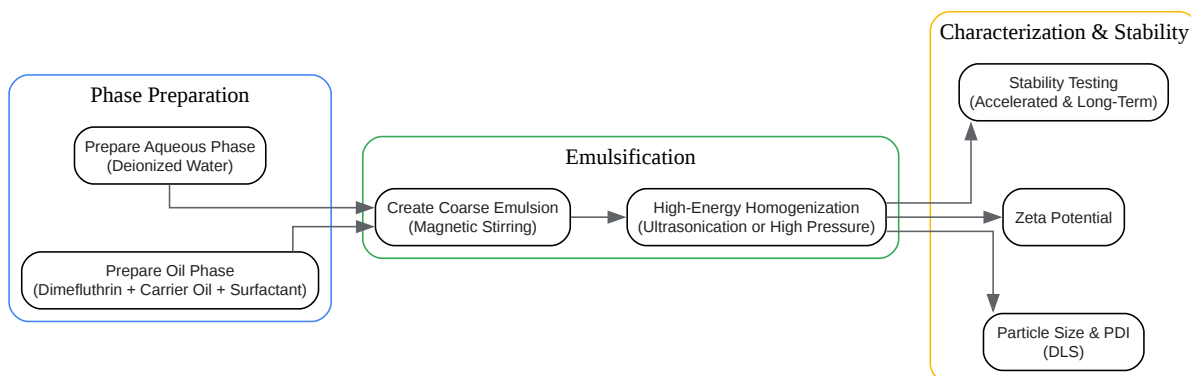 Phase Preparation
Prepare Aqueous Phase
(Deionized Water)
Prepare Oil Phase
(Dimefluthrin + Carrier Oil + Surfactant)
Emulsification
Create Coarse Emulsion
(Magnetic Stirring)
High-Energy Homogenization
(Ultrasonication or High Pressure)
Characterization & Stability
Stability Testing
(Accelerated & Long-Term)
Zeta Potential
Particle Size & PDI
(DLS)